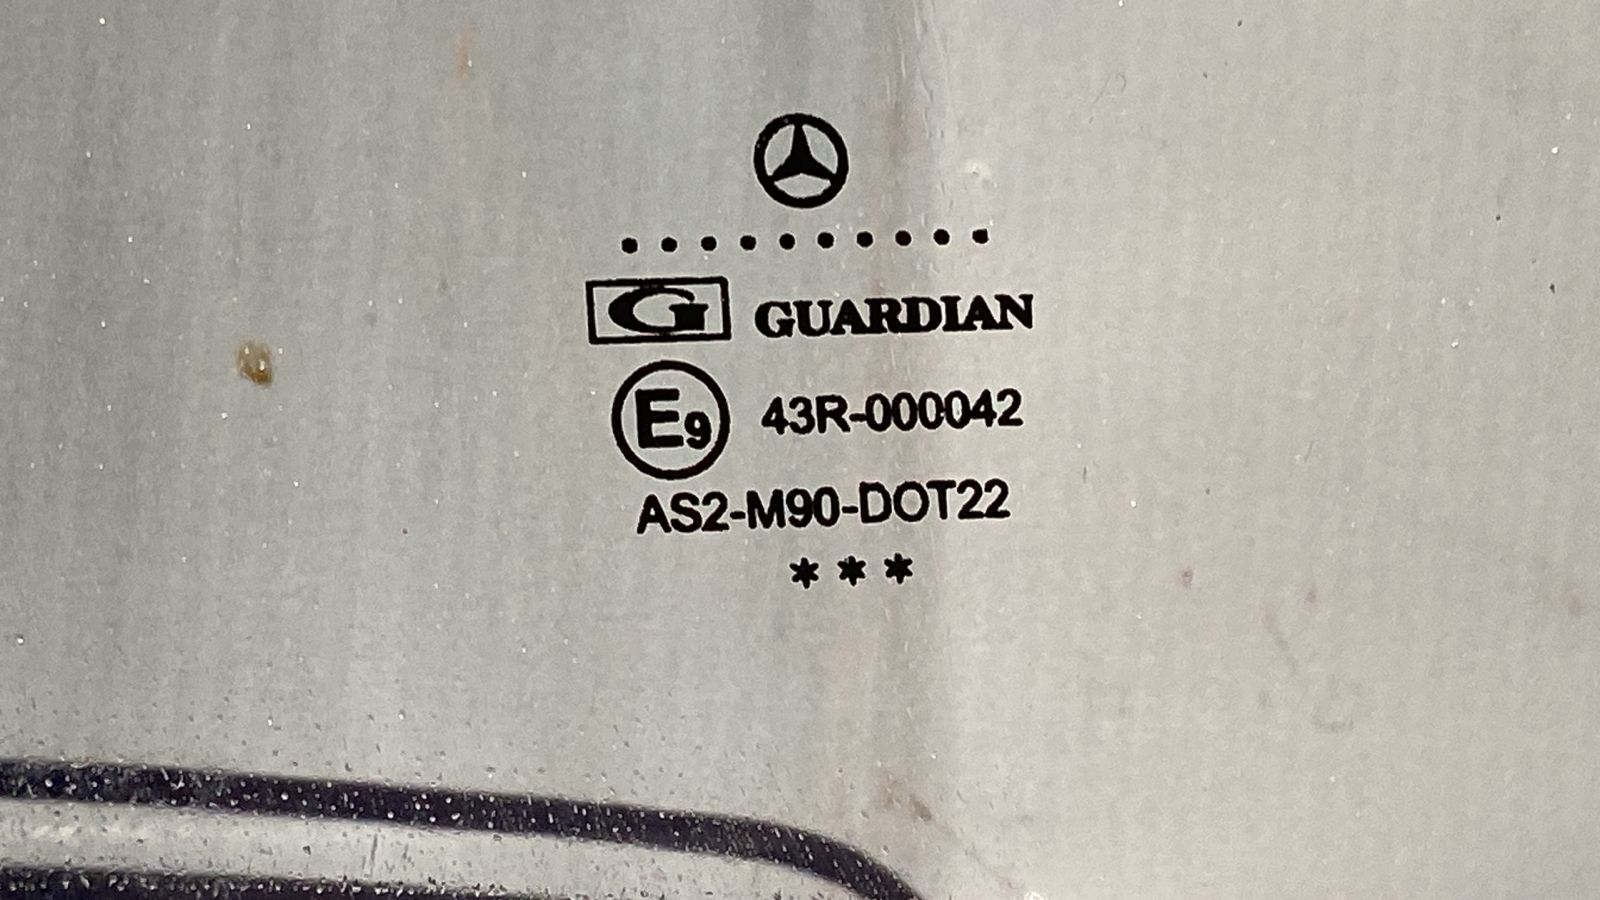 ..........
G GUARDIAN
E9 43R-000042
AS2-M90-DOT22
***